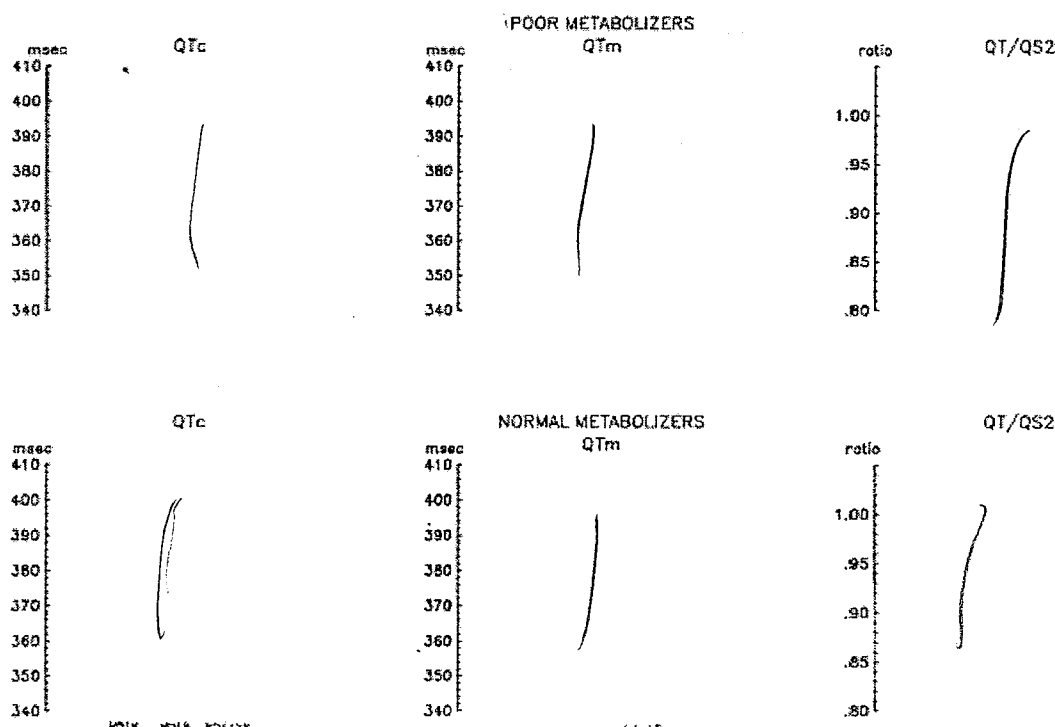 POOR METABOLIZERS
QTc QTm QT/QS2
msec msec ratio
410 410
400 400 1.00
390 390
380 380 .95
370 370 .90
360 360
350 350 .85
340 340 .80
NORMAL METABOLIZERS
QTc QTm QT/QS2
msec msec ratio
410 410
400 400 1.00
390 390
380 380 .95
370 370 .90
360 360
350 350 .85
340 340 .80